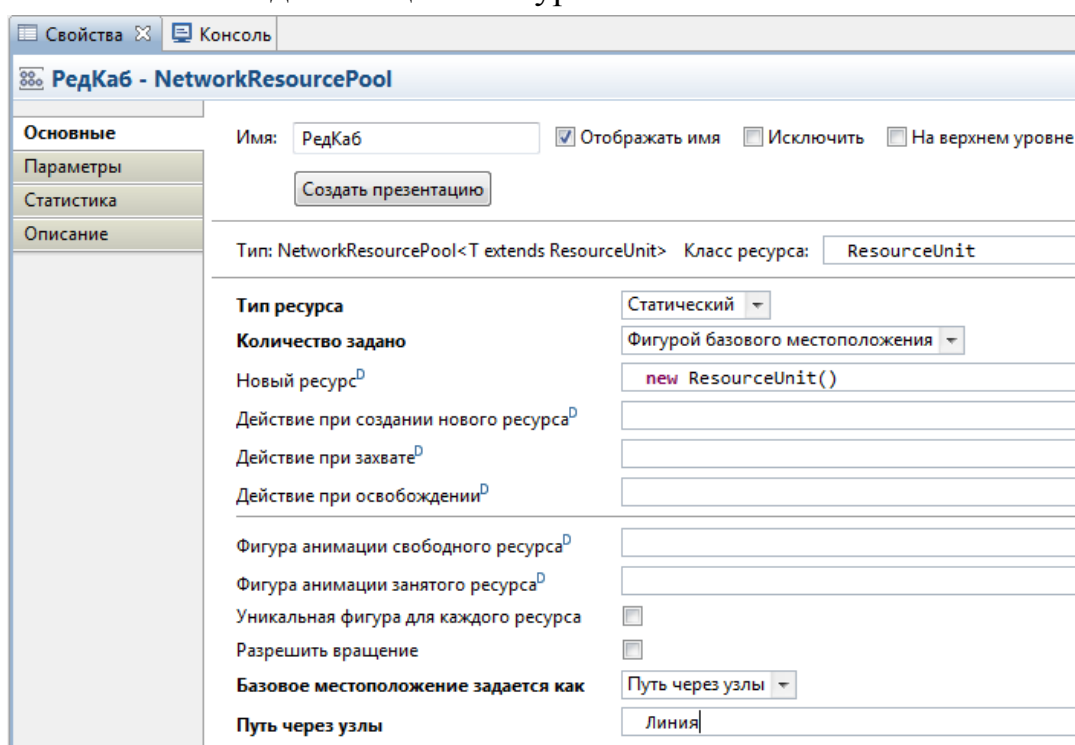 Свойства Консоль
РедКаб - NetworkResourcePool
Основные
Параметры
Статистика
Описание
Имя: РедКаб Отображать имя Исключить На верхнем уровне
Создать презентацию
Тип: NetworkResourcePool<T extends ResourceUnit> Класс ресурса: ResourceUnit
Тип ресурса Статический
Количество задано Фигурой базового местоположения
Новый ресурсD new ResourceUnit()
Действие при создании нового ресурсаD
Действие при захватеD
Действие при освобожденииD
Фигура анимации свободного ресурсаD
Фигура анимации занятого ресурсаD
Уникальная фигура для каждого ресурса
Разрешить вращение
Базовое местоположение задается как Путь через узлы
Путь через узлы Линия